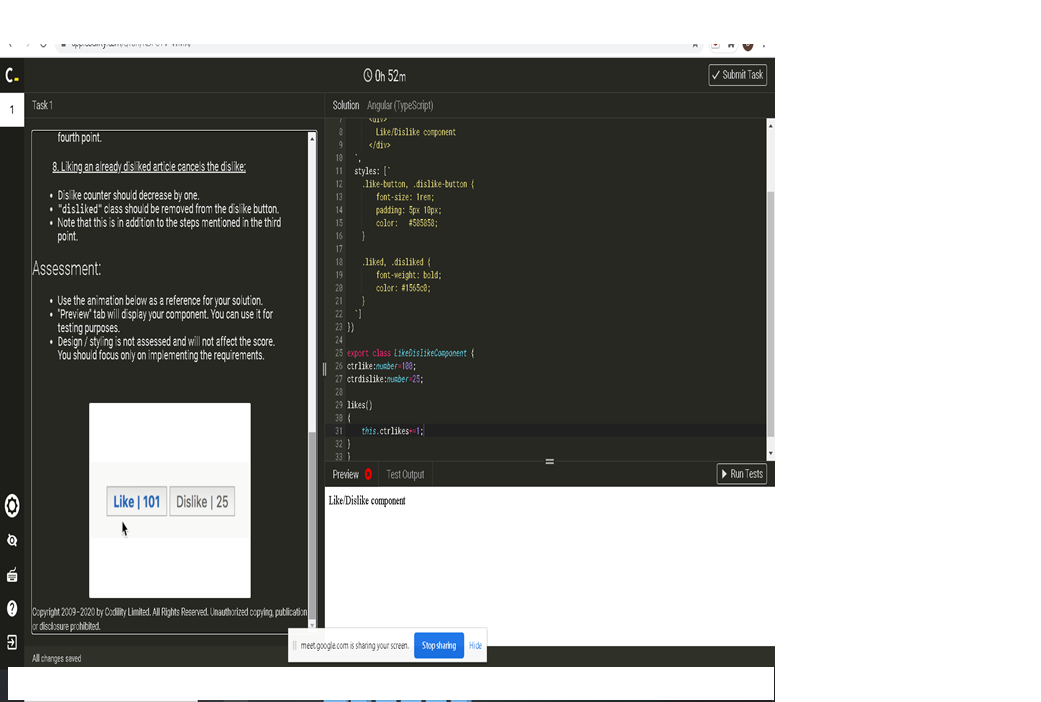 0h 52m
✓ Submit Task
1
Task 1
Solution Angular (TypeScript)
fourth point.
8. Liking an already disliked article cancels the dislike:
• Dislike counter should decrease by one.
• "disliked" class should be removed from the dislike button.
• Note that this is in addition to the steps mentioned in the third
point.
Assessment:
• Use the animation below as a reference for your solution.
• "Preview" tab will display your component. You can use it for
testing purposes.
• Design / styling is not assessed and will not affect the score.
You should focus only on implementing the requirements.
Like | 101 Dislike | 25
Copyright 2009–2020 by Codility Limited. All Rights Reserved. Unauthorized copying, publication
or disclosure prohibited.
All changes saved
7 <div>
8 Like/Dislike component
9 </div>
10 `,
11 styles: [`
12 .like-button, .dislike-button {
13 font-size: 1rem;
14 padding: 5px 10px;
15 color: #585858;
16 }
17
18 .liked, .disliked {
19 font-weight: bold;
20 color: #1565c0;
21 }
22 `]
23 })
24
25 export class LikeDislikeComponent {
26 ctrlike:number=100;
27 ctrdislike:number=25;
28
29 likes()
30 {
31 this.ctrlikes+=1;
32 }
33 }
Preview Test Output
Run Tests
Like/Dislike component
meet.google.com is sharing your screen. Stop sharing Hide